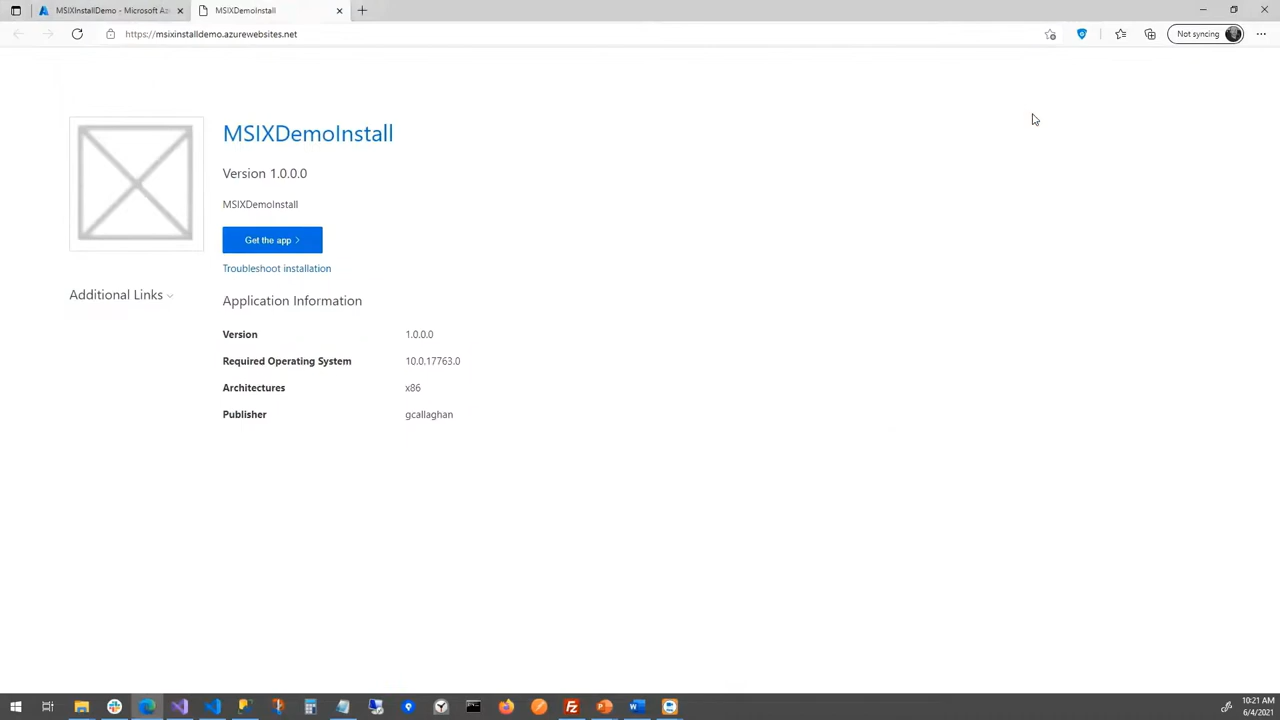 MSIXInstallDemo - Microsoft Az
MSIXDemoInstall
https://msixinstalldemo.azurewebsites.net
Not syncing
MSIXDemoInstall
Version 1.0.0.0
MSIXDemoInstall
Get the app
Troubleshoot installation
Additional Links
Application Information
Version 1.0.0.0
Required Operating System 10.0.17763.0
Architectures x86
Publisher gcallaghan
10:21 AM
6/4/2021